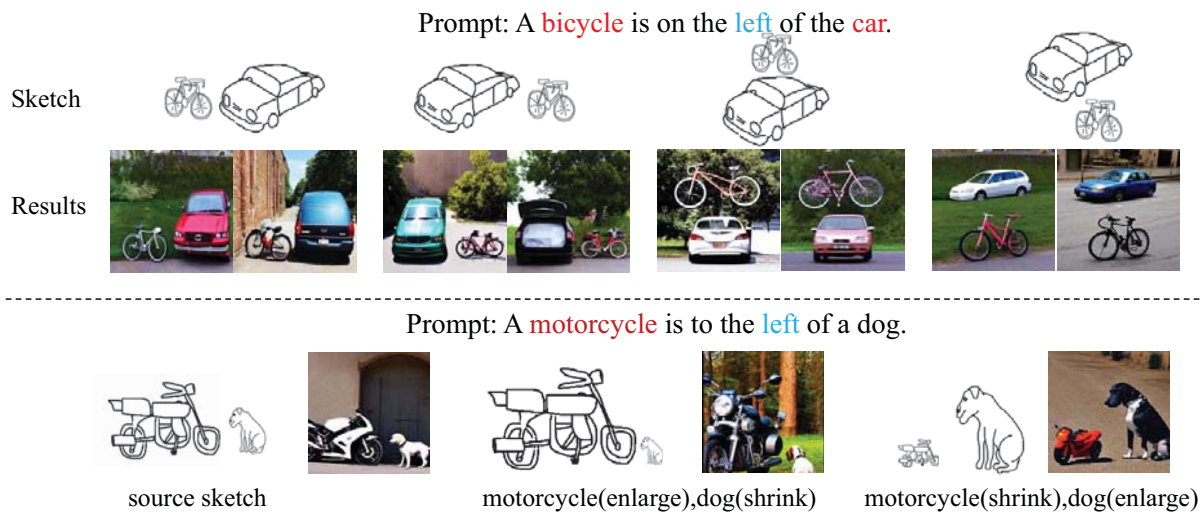 Prompt: A bicycle is on the left of the car.
Sketch
Results
Prompt: A motorcycle is to the left of a dog.
source sketch
motorcycle(enlarge),dog(shrink)
motorcycle(shrink),dog(enlarge)